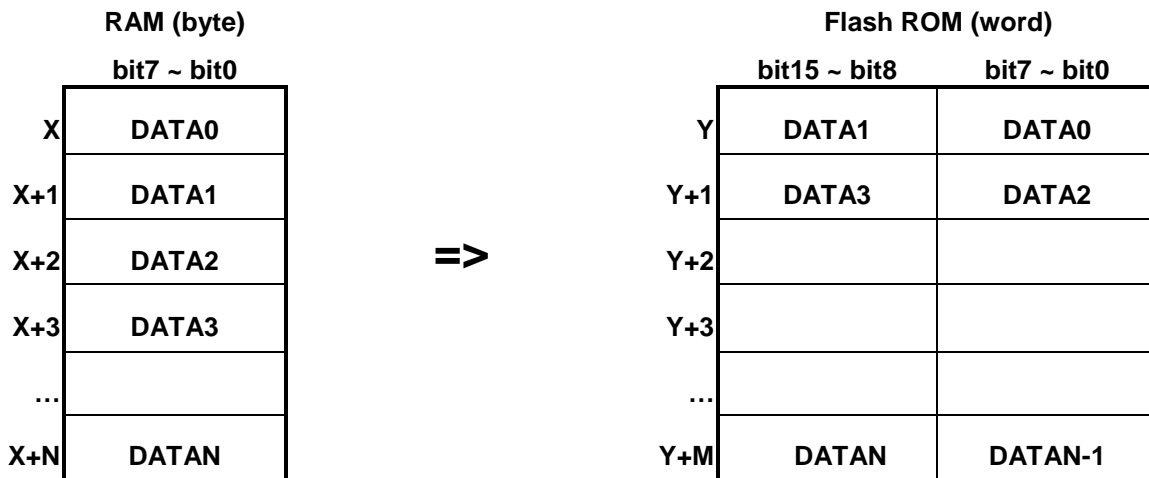 RAM (byte) Flash ROM (word)
bit7 ~ bit0 bit15 ~ bit8 bit7 ~ bit0
X DATA0 Y DATA1 DATA0
X+1 DATA1 Y+1 DATA3 DATA2
X+2 DATA2 => Y+2
X+3 DATA3 Y+3
… …
X+N DATAN Y+M DATAN DATAN-1